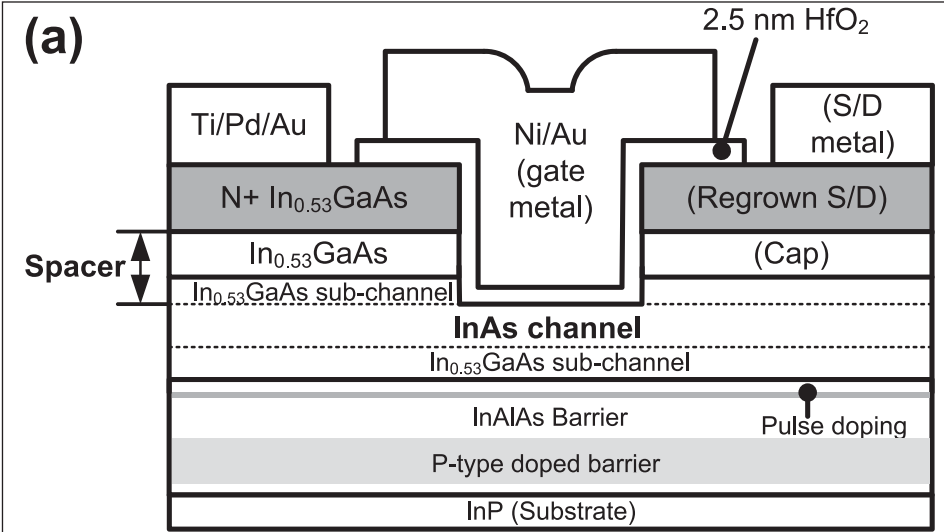 (a)
2.5 nm HfO₂
Ti/Pd/Au
Ni/Au
(gate
metal)
(S/D
metal)
N+ In₀.₅₃GaAs
(Regrown S/D)
Spacer
In₀.₅₃GaAs
(Cap)
In₀.₅₃GaAs sub-channel
InAs channel
In₀.₅₃GaAs sub-channel
InAlAs Barrier
Pulse doping
P-type doped barrier
InP (Substrate)